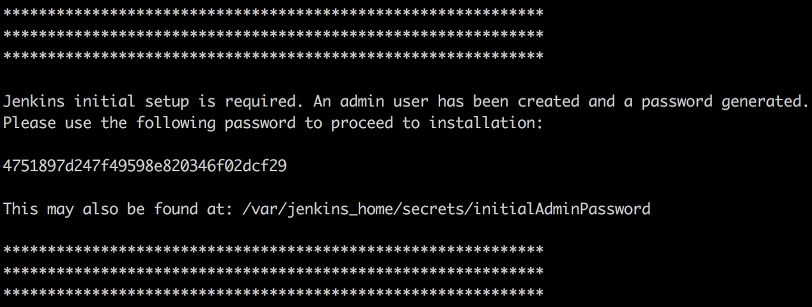 *************************************************************
*************************************************************
*************************************************************
Jenkins initial setup is required. An admin user has been created and a password generated.
Please use the following password to proceed to installation:
4751897d247f49598e820346f02dcf29
This may also be found at: /var/jenkins_home/secrets/initialAdminPassword
*************************************************************
*************************************************************
*************************************************************